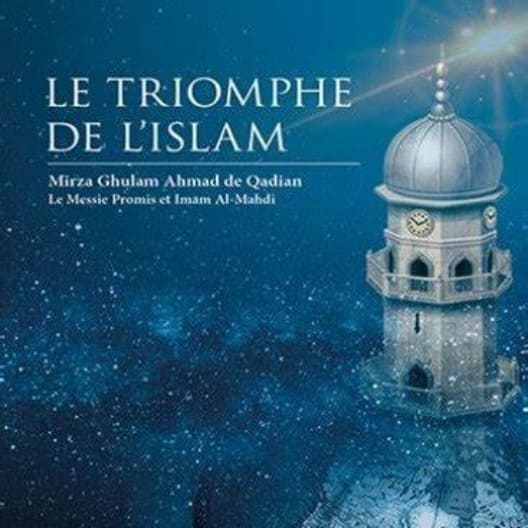 LE TRIOMPHE
DE L'ISLAM
Mirza Ghulam Ahmad de Qadian
Le Messie Promis et Imam Al-Mahdi